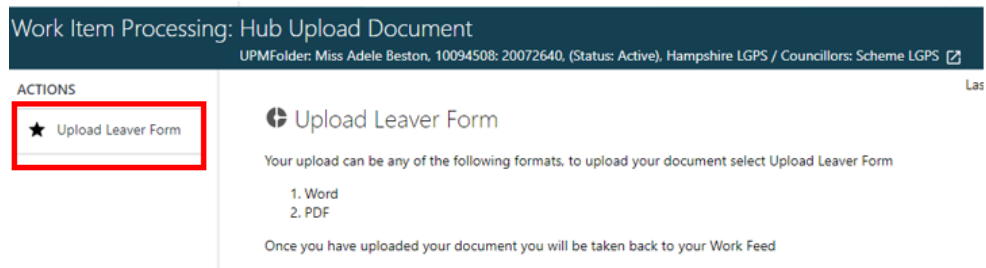 Work Item Processing: Hub Upload Document
UPMFolder: Miss Adele Beston, 10094508: 20072640, (Status: Active), Hampshire LGPS / Councillors: Scheme LGPS
ACTIONS
Las
Upload Leaver Form
Upload Leaver Form
Your upload can be any of the following formats, to upload your document select Upload Leaver Form
1. Word
2. PDF
Once you have uploaded your document you will be taken back to your Work Feed